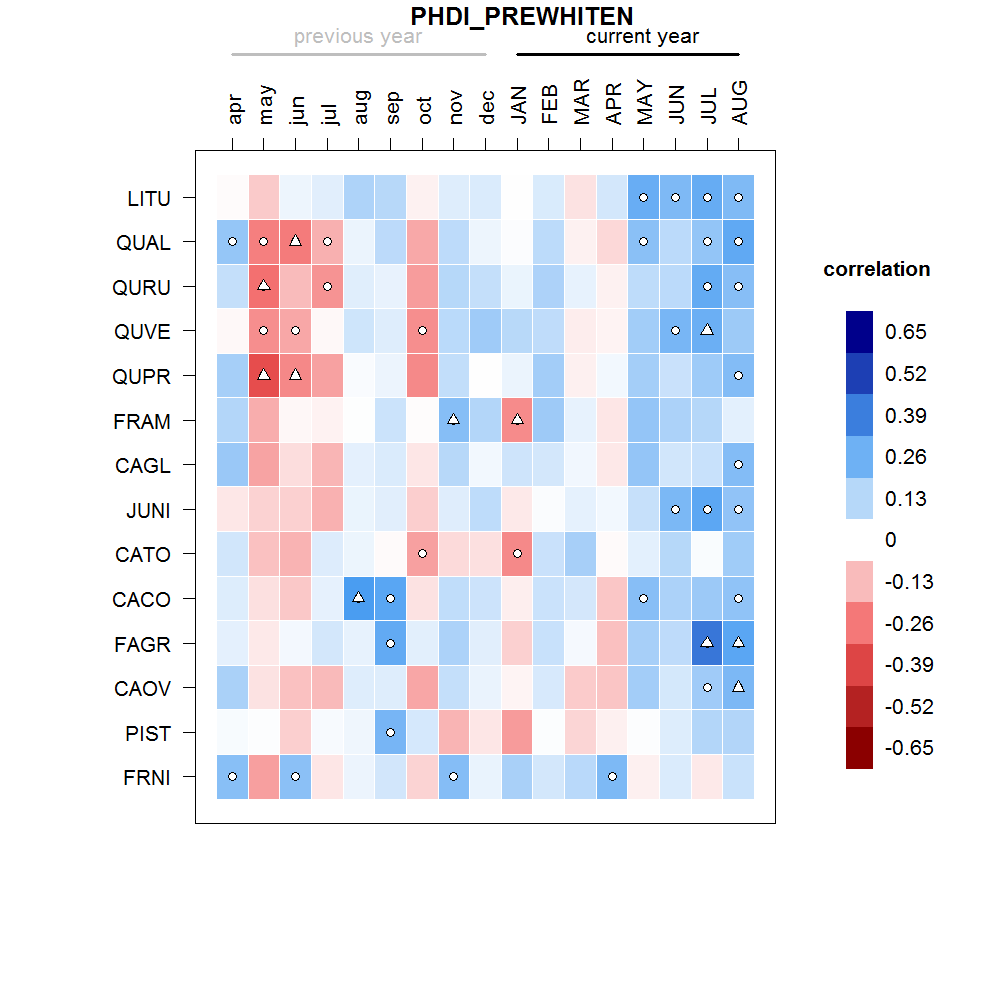 PHDI_PREWHITEN
previous year current year
apr may jun jul aug sep oct nov dec JAN FEB MAR APR MAY JUN JUL AUG
LITU
QUAL
QURU
QUVE
QUPR
FRAM
CAGL
JUNI
CATO
CACO
FAGR
CAOV
PIST
FRNI
correlation
0.65
0.52
0.39
0.26
0.13
0
-0.13
-0.26
-0.39
-0.52
-0.65